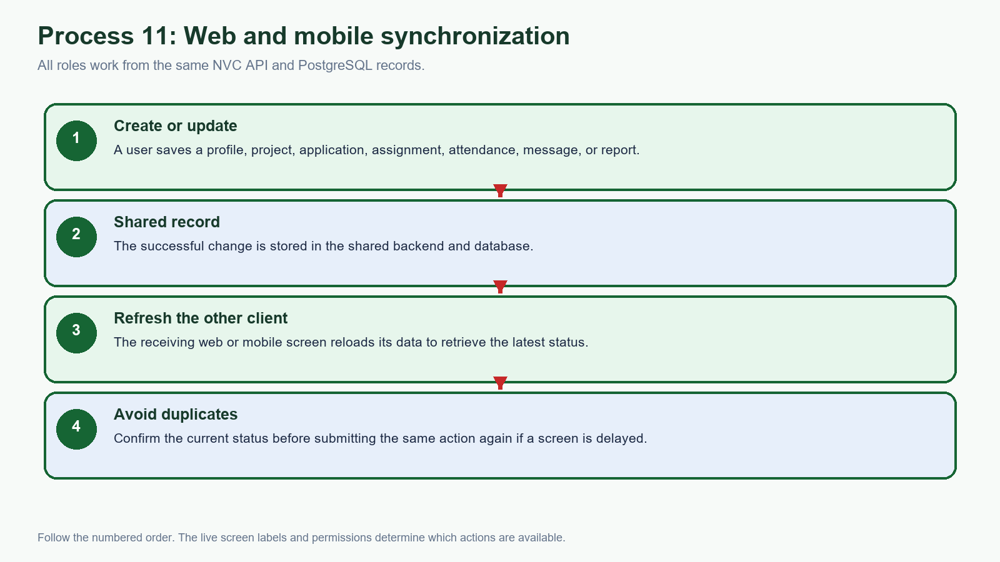 Process 11: Web and mobile synchronization
All roles work from the same NVC API and PostgreSQL records.
1
Create or update
A user saves a profile, project, application, assignment, attendance, message, or report.
2
Shared record
The successful change is stored in the shared backend and database.
3
Refresh the other client
The receiving web or mobile screen reloads its data to retrieve the latest status.
4
Avoid duplicates
Confirm the current status before submitting the same action again if a screen is delayed.
Follow the numbered order. The live screen labels and permissions determine which actions are available.